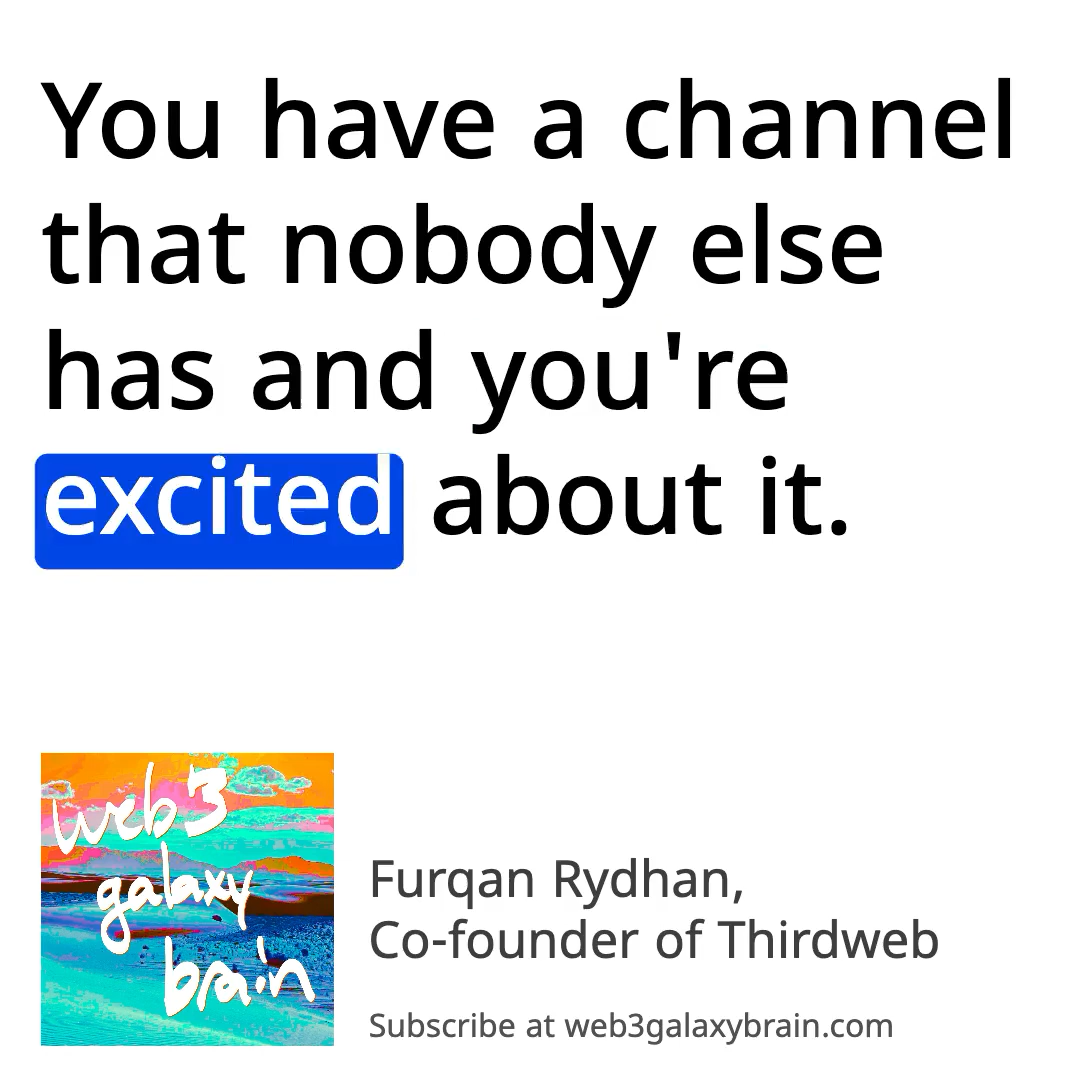 You have a channel
that nobody else
has and you're
excited about it.
web3
galaxy
brain
Furqan Rydhan,
Co-founder of Thirdweb
Subscribe at web3galaxybrain.com